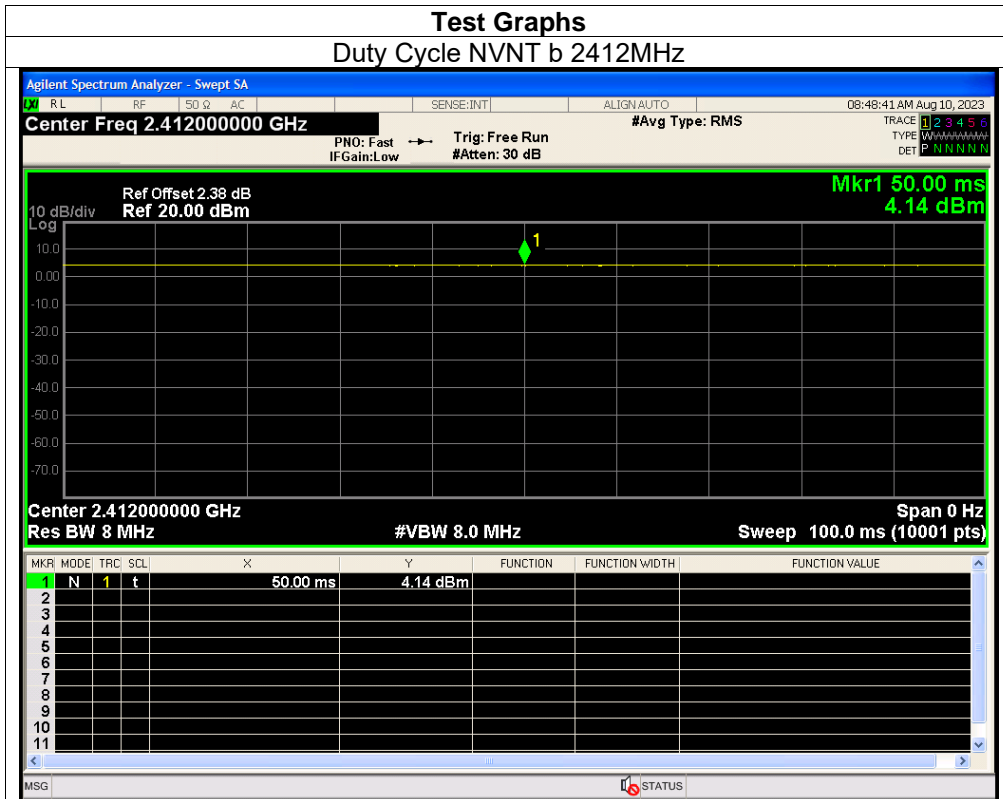 Test Graphs
Duty Cycle NVNT b 2412MHz
Agilent Spectrum Analyzer - Swept SA
LXI RL RF 50 Ω AC SENSE:INT ALIGN AUTO 08:48:41 AM Aug 10, 2023
Center Freq 2.412000000 GHz #Avg Type: RMS TRACE 1 2 3 4 5 6
PNO: Fast Trig: Free Run TYPE WWWWWW
IFGain:Low #Atten: 30 dB DET P N N N N N
Mkr1 50.00 ms
4.14 dBm
Ref Offset 2.38 dB
10 dB/div Ref 20.00 dBm
Log
1
10.0
0.00
-10.0
-20.0
-30.0
-40.0
-50.0
-60.0
-70.0
Center 2.412000000 GHz Span 0 Hz
Res BW 8 MHz #VBW 8.0 MHz Sweep 100.0 ms (10001 pts)
MKR MODE TRC SCL X Y FUNCTION FUNCTION WIDTH FUNCTION VALUE
1 N 1 t 50.00 ms 4.14 dBm
2
3
4
5
6
7
8
9
10
11
MSG STATUS